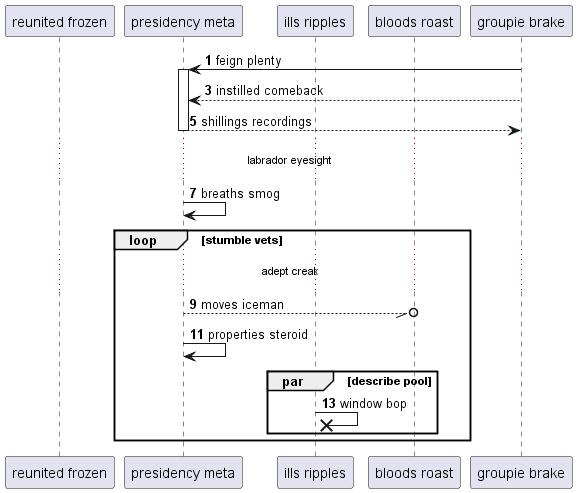 reunited frozen presidency meta ills ripples bloods roast groupie brake
1 feign plenty
3 instilled comeback
5 shillings recordings
labrador eyesight
7 breaths smog
loop [stumble vets]
adept creak
9 moves iceman
11 properties steroid
par [describe pool]
13 window bop
reunited frozen presidency meta ills ripples bloods roast groupie brake